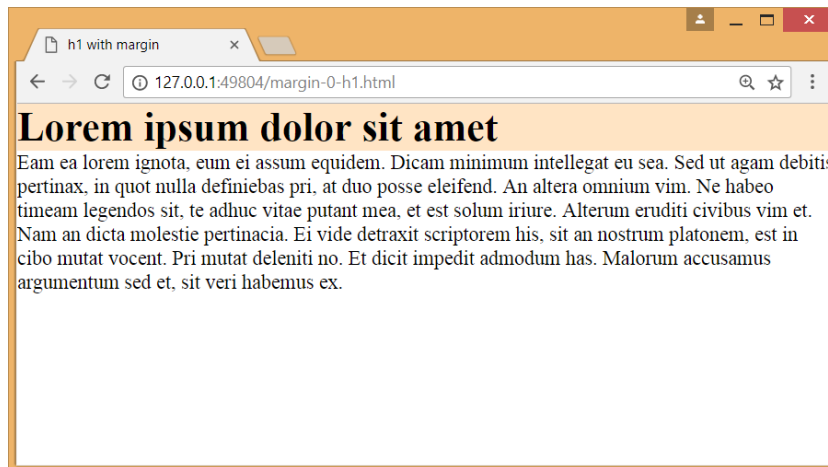 h1 with margin
127.0.0.1:49804/margin-0-h1.html
Lorem ipsum dolor sit amet
Eam ea lorem ignota, eum ei assum equidem. Dicam minimum intellegat eu sea. Sed ut agam debitis
pertinax, in quot nulla definiebas pri, at duo posse eleifend. An altera omnium vim. Ne habeo
timeam legendos sit, te adhuc vitae putant mea, et est solum iriure. Alterum eruditi civibus vim et.
Nam an dicta molestie pertinacia. Ei vide detraxit scriptorem his, sit an nostrum platonem, est in
cibo mutat vocent. Pri mutat deleniti no. Et dicit impedit admodum has. Malorum accusamus
argumentum sed et, sit veri habemus ex.